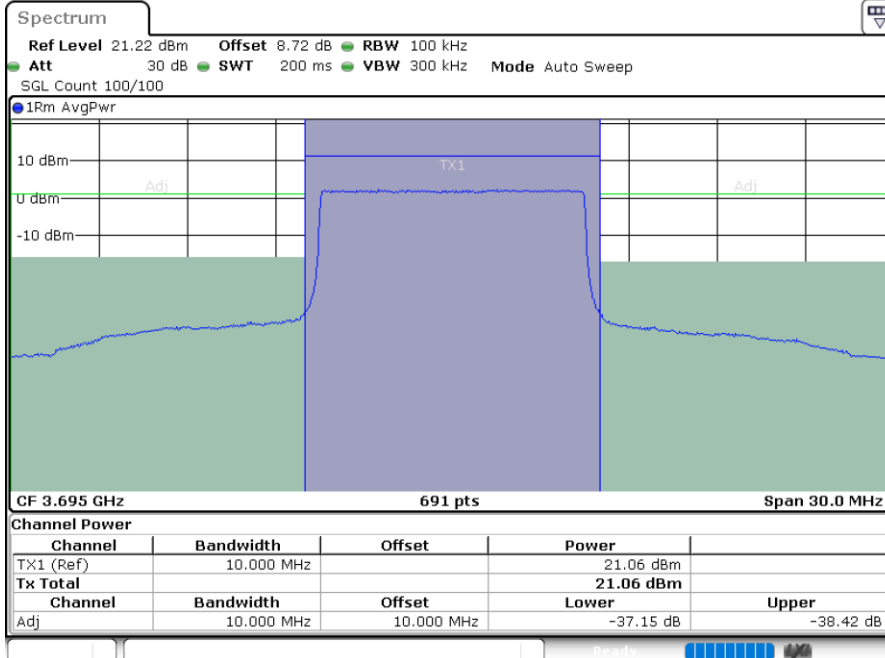 Spectrum
Ref Level 21.22 dBm Offset 8.72 dB RBW 100 kHz
Att 30 dB SWT 200 ms VBW 300 kHz Mode Auto Sweep
SGL Count 100/100
1Rm AvgPwr
10 dBm
TX1
Adj Adj
0 dBm
-10 dBm
CF 3.695 GHz 691 pts Span 30.0 MHz
Channel Power
Channel Bandwidth Offset Power
TX1 (Ref) 10.000 MHz 21.06 dBm
Tx Total 21.06 dBm
Channel Bandwidth Offset Lower Upper
Adj 10.000 MHz 10.000 MHz -37.15 dB -38.42 dB
Ready